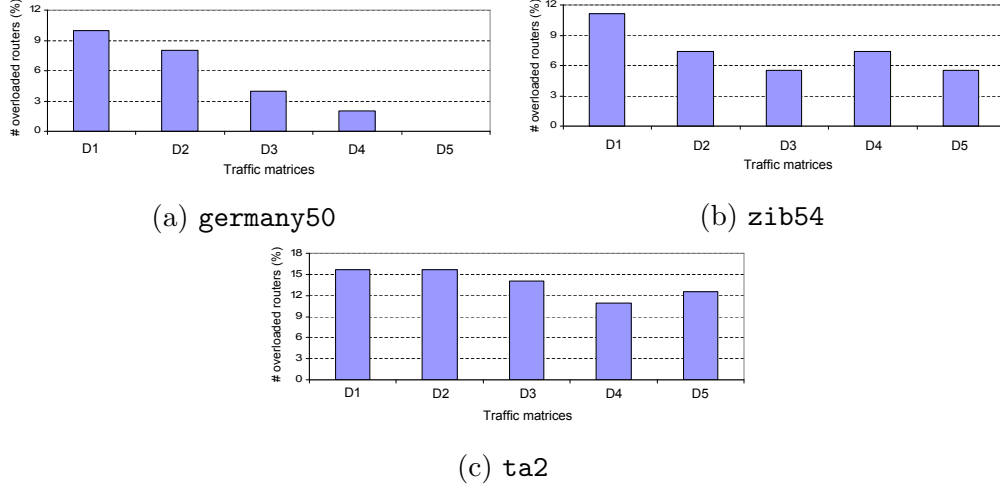 # overloaded routers (%)
12
9
6
3
0
D1 D2 D3 D4 D5
Traffic matrices
(a) germany50
# overloaded routers (%)
12
9
6
3
0
D1 D2 D3 D4 D5
Traffic matrices
(b) zib54
# overloaded routers (%)
18
15
12
9
6
3
0
D1 D2 D3 D4 D5
Traffic matrices
(c) ta2